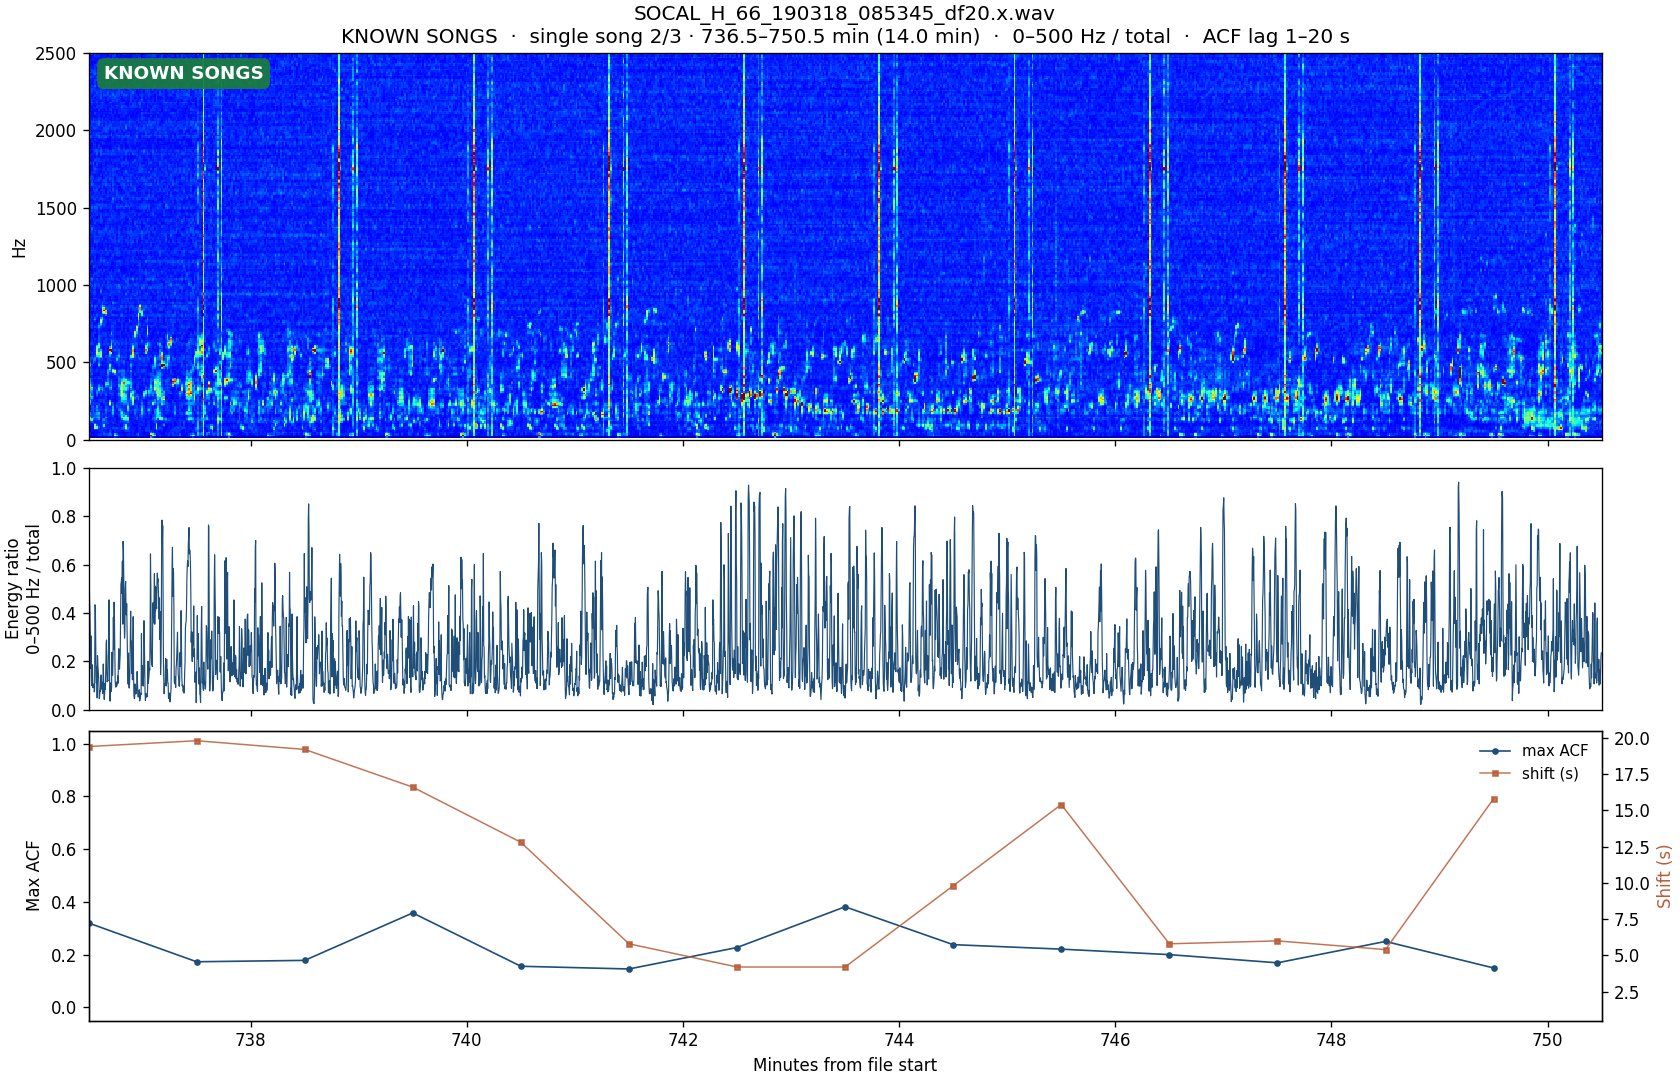 SOCAL_H_66_190318_085345_df20.x.wav
KNOWN SONGS · single song 2/3 · 736.5–750.5 min (14.0 min) · 0–500 Hz / total · ACF lag 1–20 s
KNOWN SONGS
2500
2000
1500
1000
500
0
Hz
1.0
0.8
0.6
0.4
0.2
0.0
Energy ratio
0–500 Hz / total
1.0
0.8
0.6
0.4
0.2
0.0
Max ACF
max ACF
shift (s)
20.0
17.5
15.0
12.5
10.0
7.5
5.0
2.5
Shift (s)
738 740 742 744 746 748 750
Minutes from file start